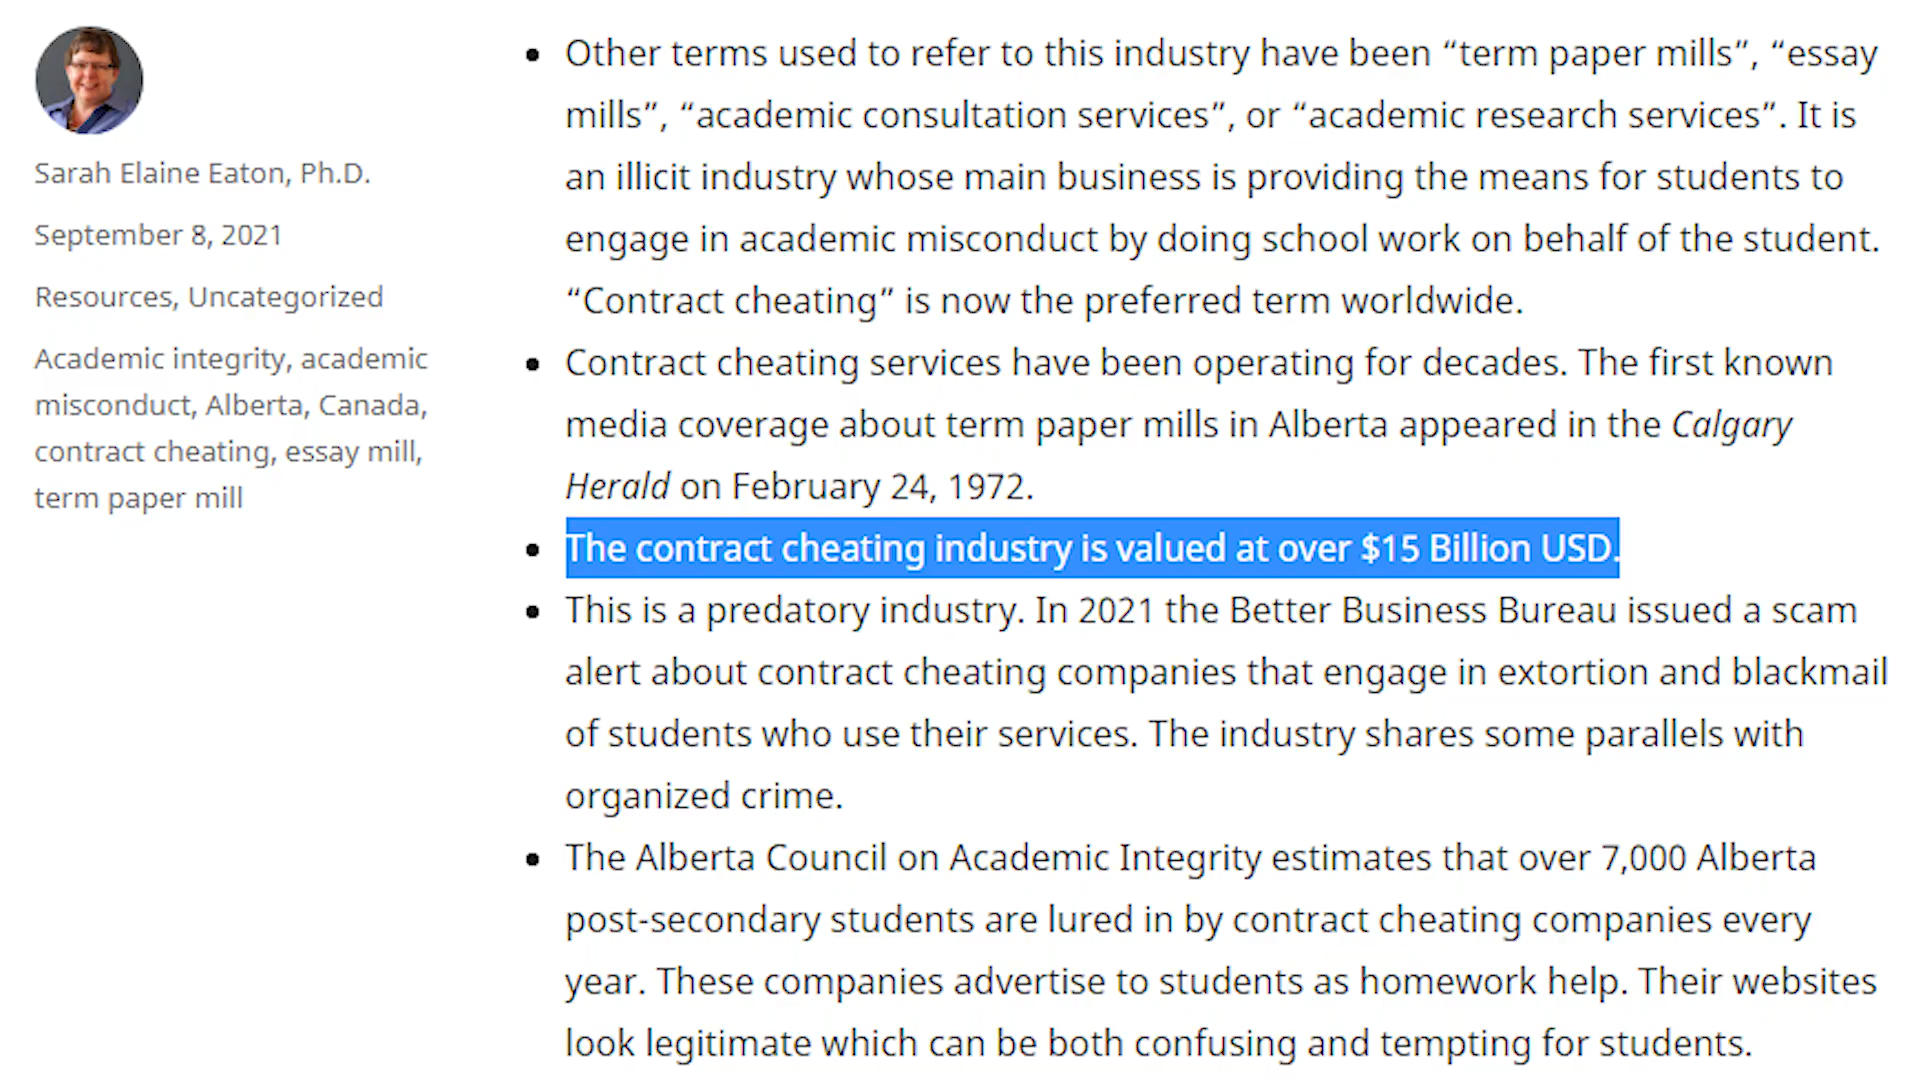 Sarah Elaine Eaton, Ph.D.
September 8, 2021
Resources, Uncategorized
Academic integrity, academic
misconduct, Alberta, Canada,
contract cheating, essay mill,
term paper mill
• Other terms used to refer to this industry have been “term paper mills”, “essay
mills”, “academic consultation services”, or “academic research services”. It is
an illicit industry whose main business is providing the means for students to
engage in academic misconduct by doing school work on behalf of the student.
“Contract cheating” is now the preferred term worldwide.
• Contract cheating services have been operating for decades. The first known
media coverage about term paper mills in Alberta appeared in the Calgary
Herald on February 24, 1972.
• The contract cheating industry is valued at over $15 Billion USD.
• This is a predatory industry. In 2021 the Better Business Bureau issued a scam
alert about contract cheating companies that engage in extortion and blackmail
of students who use their services. The industry shares some parallels with
organized crime.
• The Alberta Council on Academic Integrity estimates that over 7,000 Alberta
post-secondary students are lured in by contract cheating companies every
year. These companies advertise to students as homework help. Their websites
look legitimate which can be both confusing and tempting for students.